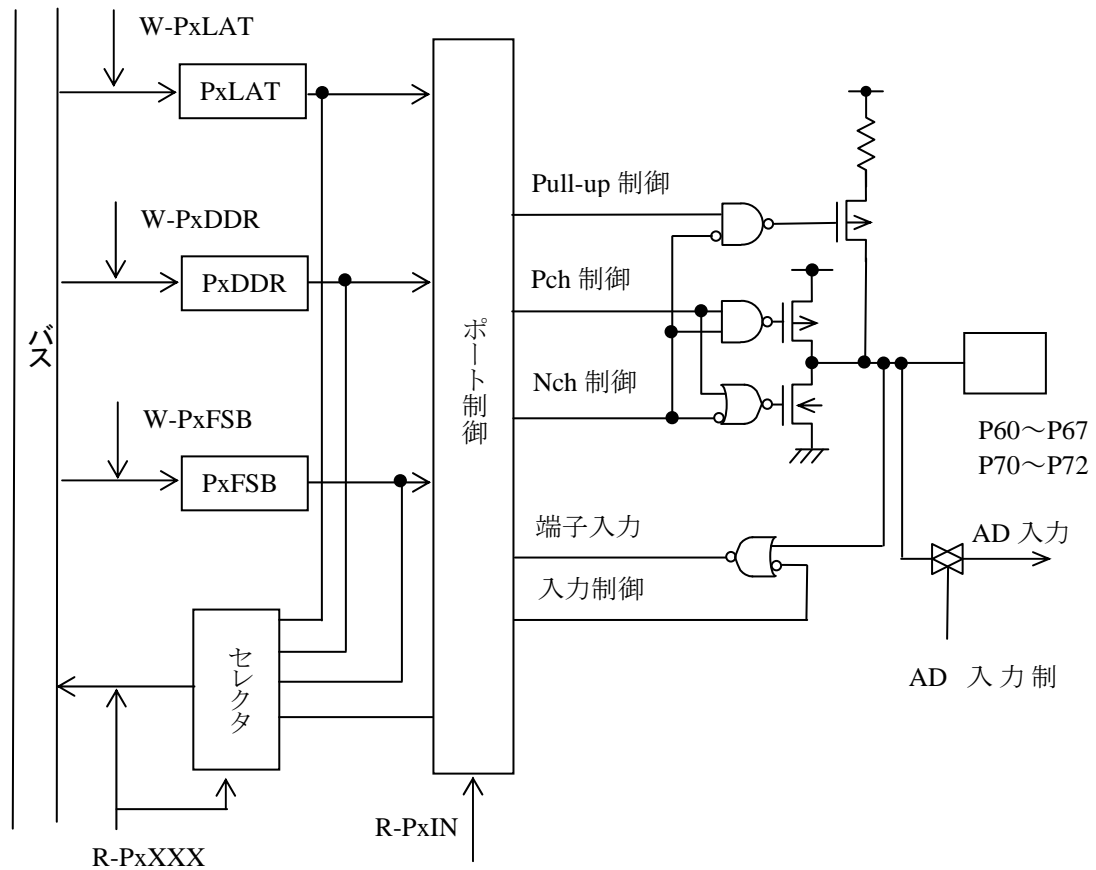 W-PxLAT
PxLAT
W-PxDDR
PxDDR
W-PxFSB
PxFSB
バス
セレクタ
R-PxXXX
ポート制御
R-PxIN
Pull-up 制御
Pch 制御
Nch 制御
端子入力
入力制御
P60～P67
P70～P72
AD 入力
AD 入力制